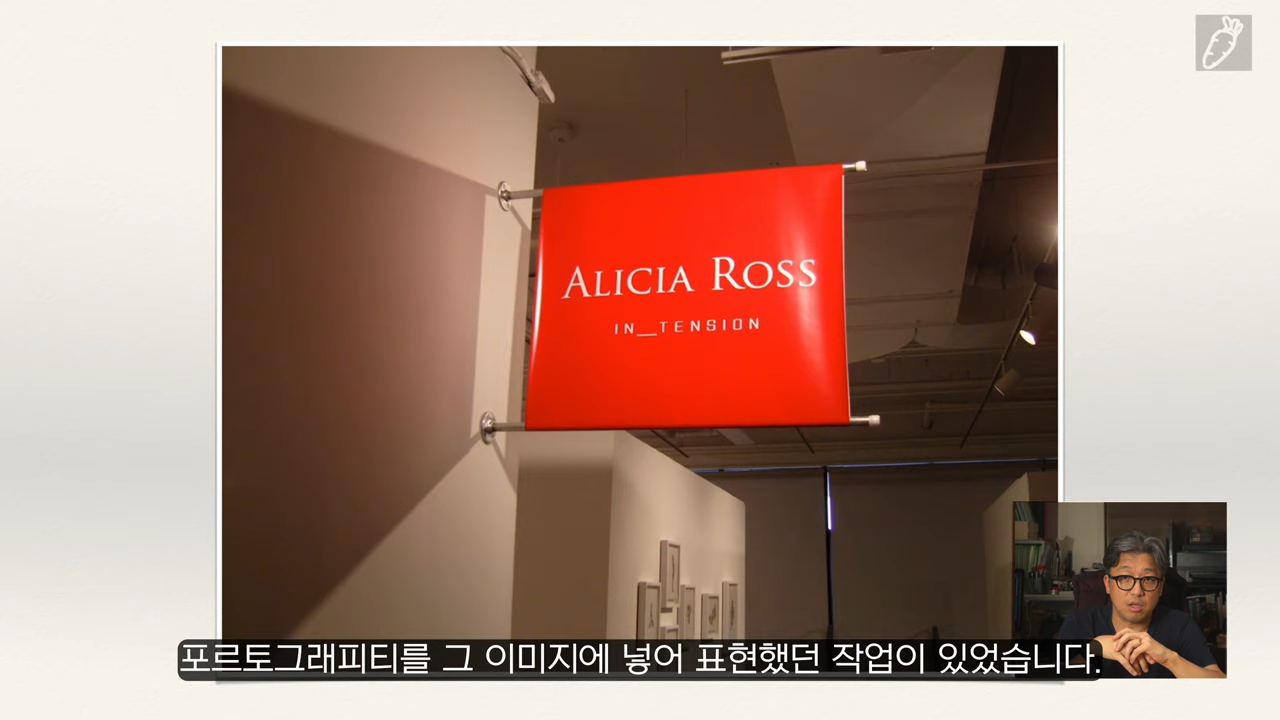 ALICIA ROSS
IN__TENSION
포르토그래피티를 그 이미지에 넣어 표현했던 작업이 있었습니다.